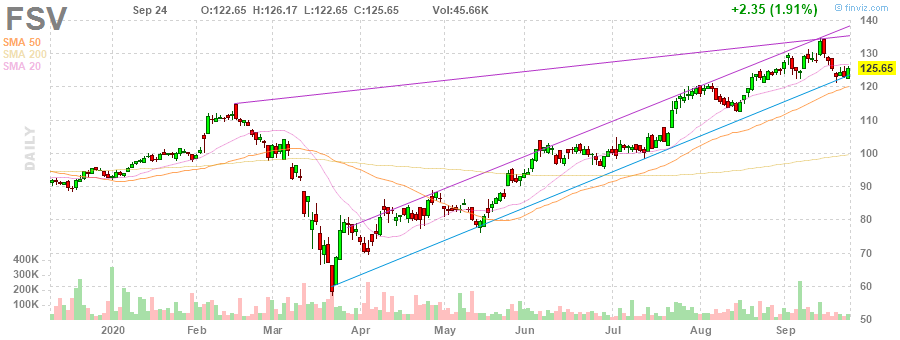 FSV
Sep 24 O:122.65 H:126.17 L:122.65 C:125.65 Vol:45.66K +2.35 (1.91%)
© finviz.com
SMA 50
SMA 200
SMA 20
DAILY
140
130
125.65
120
110
100
90
80
70
60
50
400K
300K
200K
100K
2020 Feb Mar Apr May Jun Jul Aug Sep